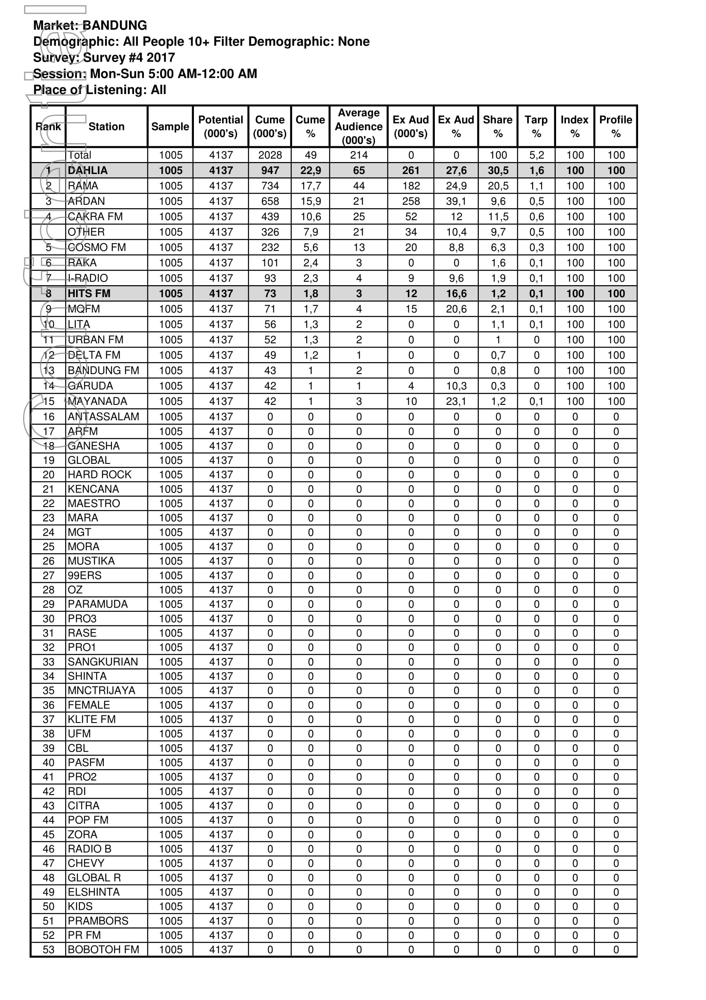 Confidential
Market: BANDUNG
Demographic: All People 10+ Filter Demographic: None
Survey: Survey #4 2017
Session: Mon-Sun 5:00 AM-12:00 AM
Place of Listening: All
Rank Station Sample Potential (000's) Cume (000's) Cume % Average Audience (000's) Ex Aud (000's) Ex Aud % Share % Tarp % Index % Profile %
Total 1005 4137 2028 49 214 0 0 100 5,2 100 100
1 DAHLIA 1005 4137 947 22,9 65 261 27,6 30,5 1,6 100 100
2 RAMA 1005 4137 734 17,7 44 182 24,9 20,5 1,1 100 100
3 ARDAN 1005 4137 658 15,9 21 258 39,1 9,6 0,5 100 100
4 CAKRA FM 1005 4137 439 10,6 25 52 12 11,5 0,6 100 100
OTHER 1005 4137 326 7,9 21 34 10,4 9,7 0,5 100 100
5 COSMO FM 1005 4137 232 5,6 13 20 8,8 6,3 0,3 100 100
6 RAKA 1005 4137 101 2,4 3 0 0 1,6 0,1 100 100
7 I-RADIO 1005 4137 93 2,3 4 9 9,6 1,9 0,1 100 100
8 HITS FM 1005 4137 73 1,8 3 12 16,6 1,2 0,1 100 100
9 MQFM 1005 4137 71 1,7 4 15 20,6 2,1 0,1 100 100
10 LITA 1005 4137 56 1,3 2 0 0 1,1 0,1 100 100
11 URBAN FM 1005 4137 52 1,3 2 0 0 1 0 100 100
12 DELTA FM 1005 4137 49 1,2 1 0 0 0,7 0 100 100
13 BANDUNG FM 1005 4137 43 1 2 0 0 0,8 0 100 100
14 GARUDA 1005 4137 42 1 1 4 10,3 0,3 0 100 100
15 MAYANADA 1005 4137 42 1 3 10 23,1 1,2 0,1 100 100
16 ANTASSALAM 1005 4137 0 0 0 0 0 0 0 0 0
17 ARFM 1005 4137 0 0 0 0 0 0 0 0 0
18 GANESHA 1005 4137 0 0 0 0 0 0 0 0 0
19 GLOBAL 1005 4137 0 0 0 0 0 0 0 0 0
20 HARD ROCK 1005 4137 0 0 0 0 0 0 0 0 0
21 KENCANA 1005 4137 0 0 0 0 0 0 0 0 0
22 MAESTRO 1005 4137 0 0 0 0 0 0 0 0 0
23 MARA 1005 4137 0 0 0 0 0 0 0 0 0
24 MGT 1005 4137 0 0 0 0 0 0 0 0 0
25 MORA 1005 4137 0 0 0 0 0 0 0 0 0
26 MUSTIKA 1005 4137 0 0 0 0 0 0 0 0 0
27 99ERS 1005 4137 0 0 0 0 0 0 0 0 0
28 OZ 1005 4137 0 0 0 0 0 0 0 0 0
29 PARAMUDA 1005 4137 0 0 0 0 0 0 0 0 0
30 PRO3 1005 4137 0 0 0 0 0 0 0 0 0
31 RASE 1005 4137 0 0 0 0 0 0 0 0 0
32 PRO1 1005 4137 0 0 0 0 0 0 0 0 0
33 SANGKURIAN 1005 4137 0 0 0 0 0 0 0 0 0
34 SHINTA 1005 4137 0 0 0 0 0 0 0 0 0
35 MNCTRIJAYA 1005 4137 0 0 0 0 0 0 0 0 0
36 FEMALE 1005 4137 0 0 0 0 0 0 0 0 0
37 KLITE FM 1005 4137 0 0 0 0 0 0 0 0 0
38 UFM 1005 4137 0 0 0 0 0 0 0 0 0
39 CBL 1005 4137 0 0 0 0 0 0 0 0 0
40 PASFM 1005 4137 0 0 0 0 0 0 0 0 0
41 PRO2 1005 4137 0 0 0 0 0 0 0 0 0
42 RDI 1005 4137 0 0 0 0 0 0 0 0 0
43 CITRA 1005 4137 0 0 0 0 0 0 0 0 0
44 POP FM 1005 4137 0 0 0 0 0 0 0 0 0
45 ZORA 1005 4137 0 0 0 0 0 0 0 0 0
46 RADIO B 1005 4137 0 0 0 0 0 0 0 0 0
47 CHEVY 1005 4137 0 0 0 0 0 0 0 0 0
48 GLOBAL R 1005 4137 0 0 0 0 0 0 0 0 0
49 ELSHINTA 1005 4137 0 0 0 0 0 0 0 0 0
50 KIDS 1005 4137 0 0 0 0 0 0 0 0 0
51 PRAMBORS 1005 4137 0 0 0 0 0 0 0 0 0
52 PR FM 1005 4137 0 0 0 0 0 0 0 0 0
53 BOBOTOH FM 1005 4137 0 0 0 0 0 0 0 0 0